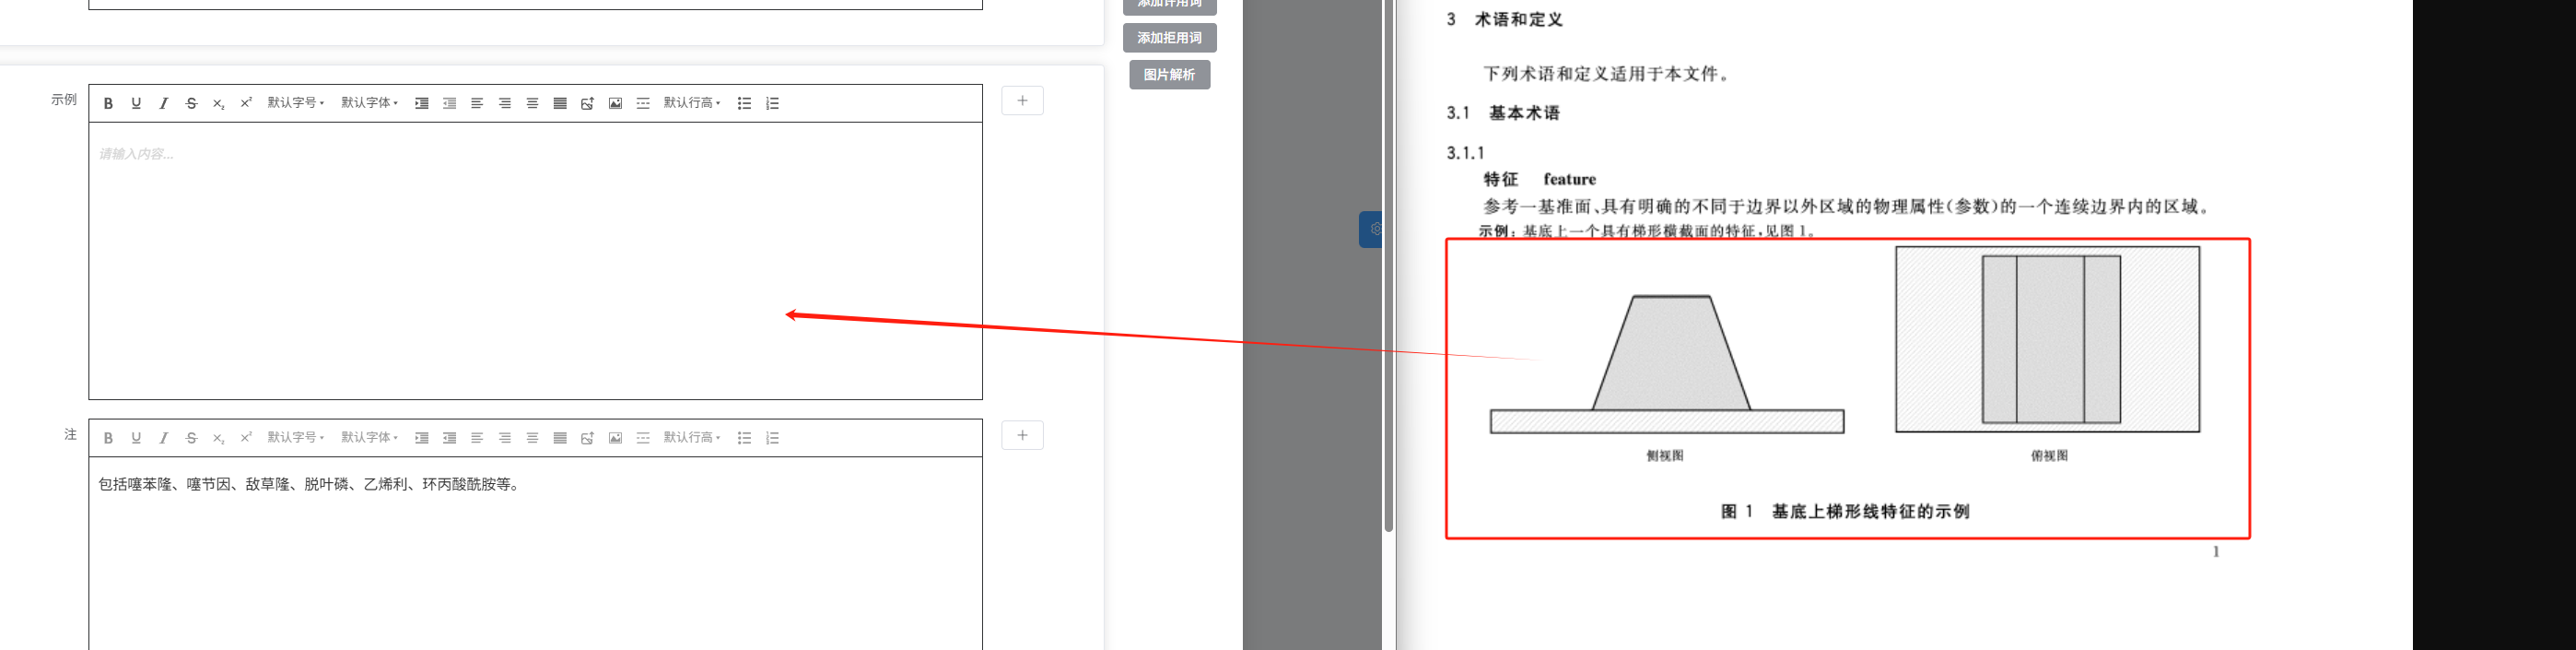 添加许用词
添加拒用词
图片解析
示例
B U I S x₂ x² 默认字号 默认字体 默认行高
请输入内容...
注
B U I S x₂ x² 默认字号 默认字体 默认行高
包括噻苯隆、噻节因、敌草隆、脱叶磷、乙烯利、环丙酸酰胺等。
3 术语和定义
下列术语和定义适用于本文件。
3.1 基本术语
3.1.1
特征 feature
参考一基准面、具有明确的不同于边界以外区域的物理属性(参数)的一个连续边界内的区域。
示例：基底上一个具有梯形横截面的特征,见图1。
侧视图
俯视图
图 1 基底上梯形线特征的示例
1